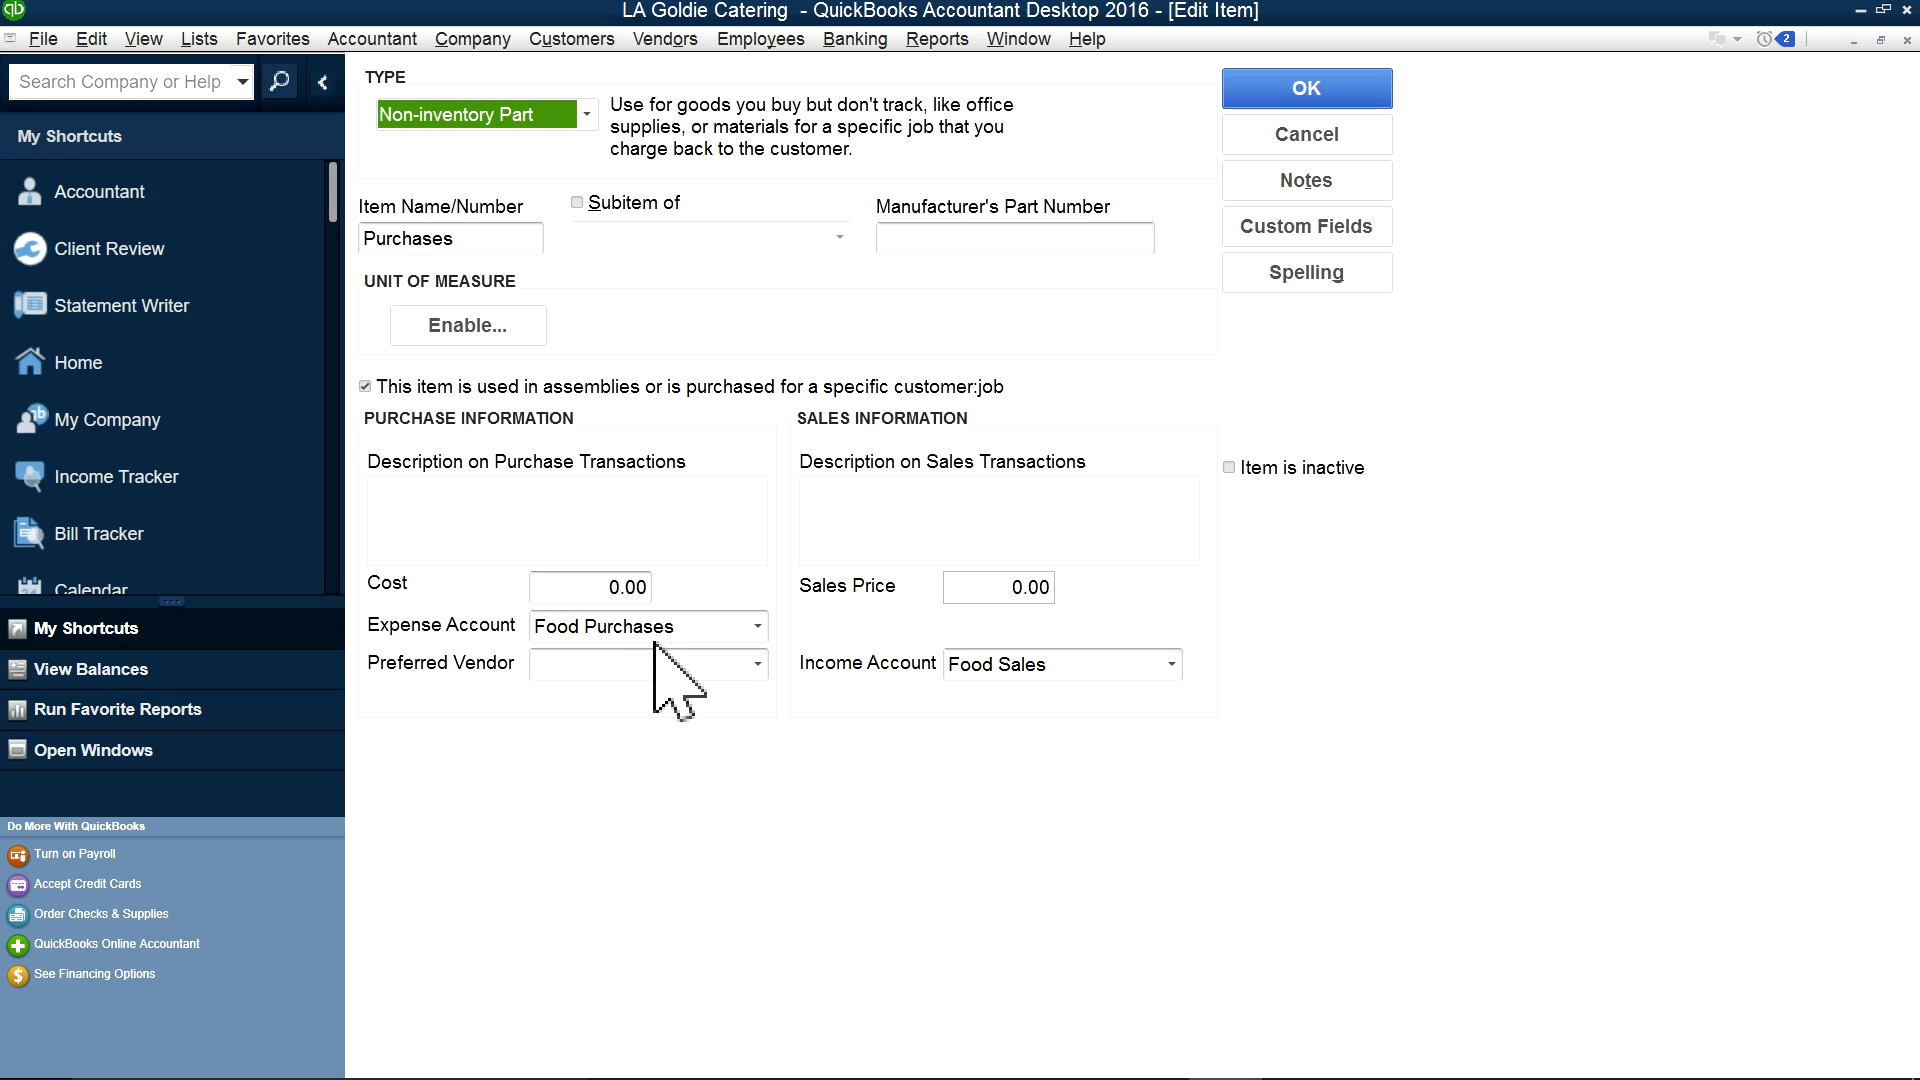 LA Goldie Catering - QuickBooks Accountant Desktop 2016 - [Edit Item]
File Edit View Lists Favorites Accountant Company Customers Vendors Employees Banking Reports Window Help
2
Search Company or Help
My Shortcuts
Accountant
Client Review
Statement Writer
Home
My Company
Income Tracker
Bill Tracker
Calendar
My Shortcuts
View Balances
Run Favorite Reports
Open Windows
Do More With QuickBooks
Turn on Payroll
Accept Credit Cards
Order Checks & Supplies
QuickBooks Online Accountant
See Financing Options
TYPE
Non-inventory Part
Use for goods you buy but don't track, like office
supplies, or materials for a specific job that you
charge back to the customer.
Item Name/Number
Purchases
Subitem of
Manufacturer's Part Number
UNIT OF MEASURE
Enable...
This item is used in assemblies or is purchased for a specific customer:job
PURCHASE INFORMATION
Description on Purchase Transactions
Cost 0.00
Expense Account Food Purchases
Preferred Vendor
SALES INFORMATION
Description on Sales Transactions
Sales Price 0.00
Income Account Food Sales
OK
Cancel
Notes
Custom Fields
Spelling
Item is inactive